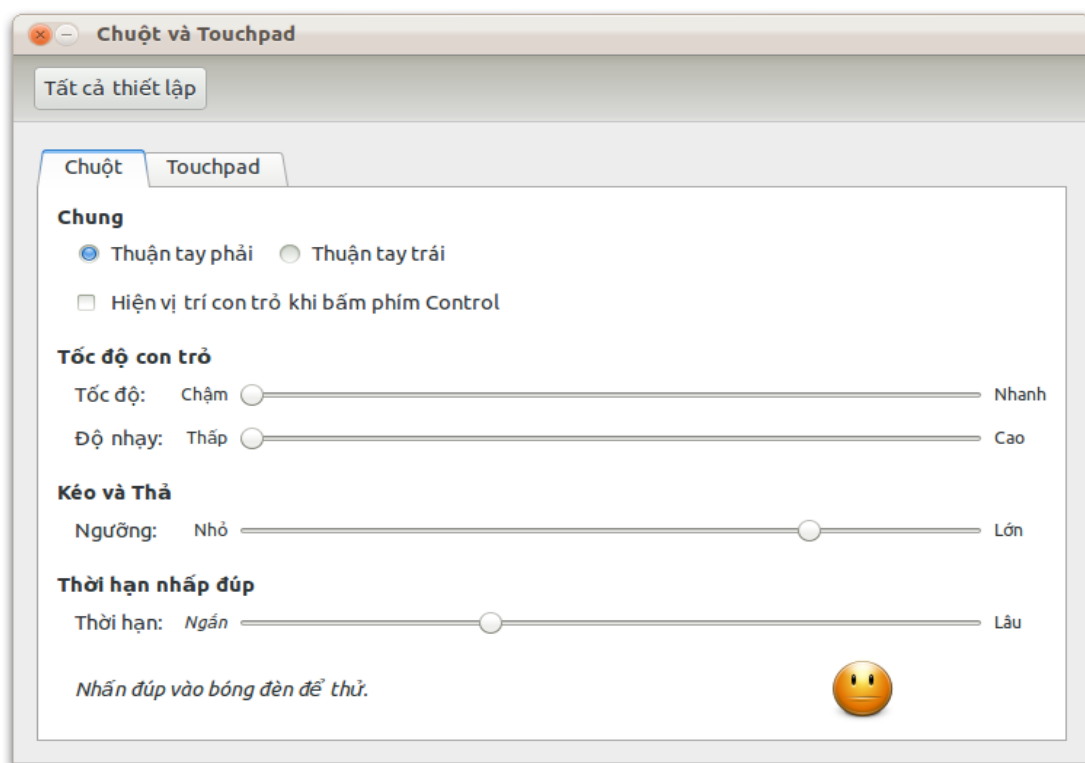 Chuột và Touchpad
Tất cả thiết lập
Chuột Touchpad
Chung
Thuận tay phải Thuận tay trái
Hiện vị trí con trỏ khi bấm phím Control
Tốc độ con trỏ
Tốc độ: Chậm Nhanh
Độ nhạy: Thấp Cao
Kéo và Thả
Ngưỡng: Nhỏ Lớn
Thời hạn nhấp đúp
Thời hạn: Ngắn Lâu
Nhấn đúp vào bóng đèn để thử.